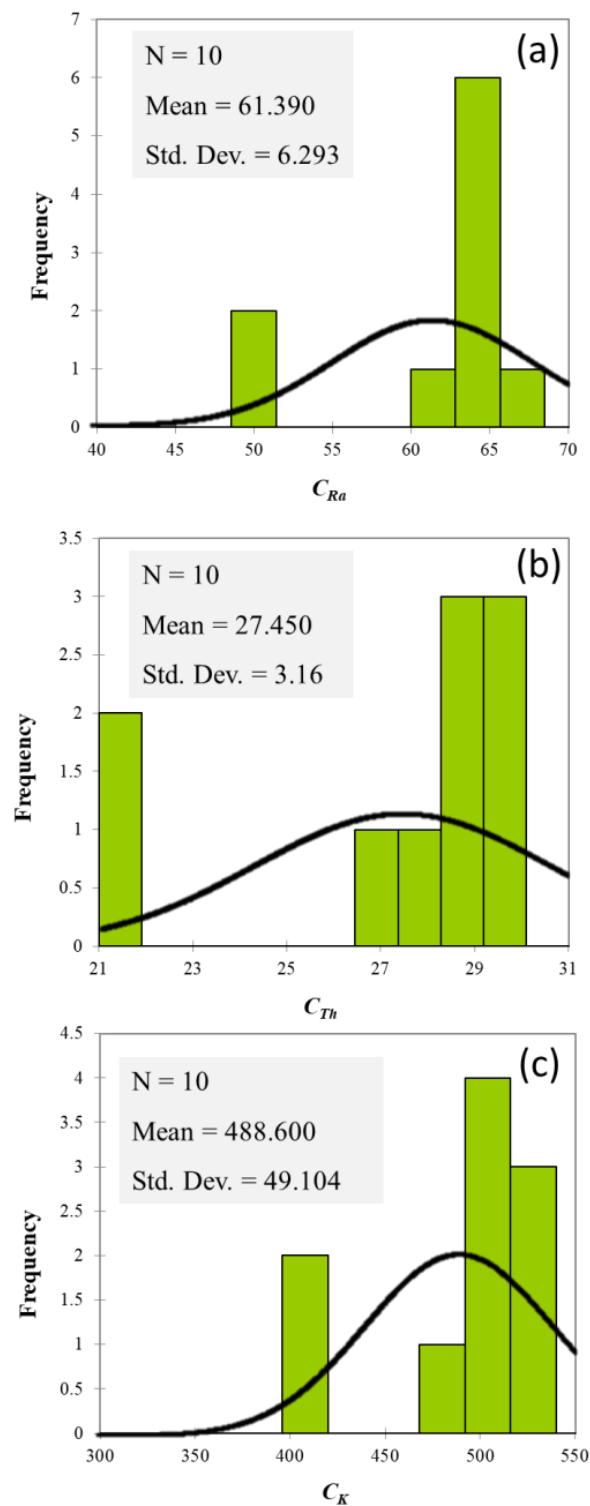 (a)
N = 10
Mean = 61.390
Std. Dev. = 6.293
7
6
5
4
3
2
1
0
Frequency
40 45 50 55 60 65 70
C_Ra
(b)
N = 10
Mean = 27.450
Std. Dev. = 3.16
3.5
3
2.5
2
1.5
1
0.5
0
Frequency
21 23 25 27 29 31
C_Th
(c)
N = 10
Mean = 488.600
Std. Dev. = 49.104
4.5
4
3.5
3
2.5
2
1.5
1
0.5
0
Frequency
300 400 450 500 550
C_K